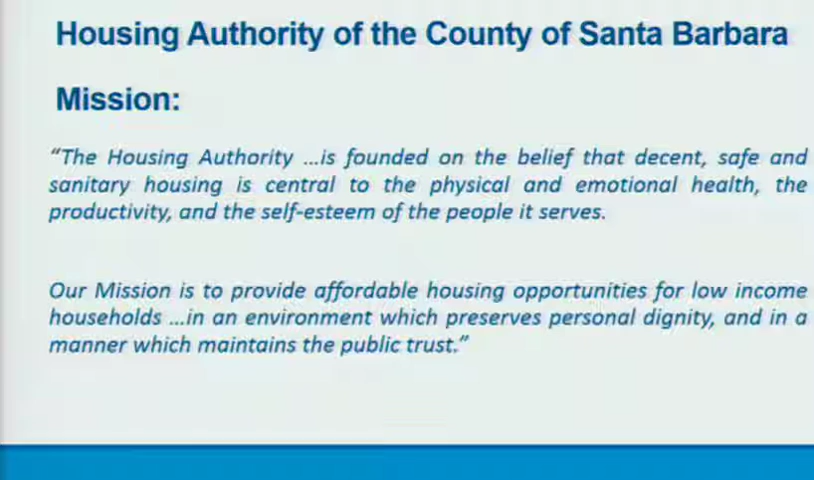 Housing Authority of the County of Santa Barbara
Mission:
“The Housing Authority ...is founded on the belief that decent, safe and
sanitary housing is central to the physical and emotional health, the
productivity, and the self-esteem of the people it serves.
Our Mission is to provide affordable housing opportunities for low income
households ...in an environment which preserves personal dignity, and in a
manner which maintains the public trust.”